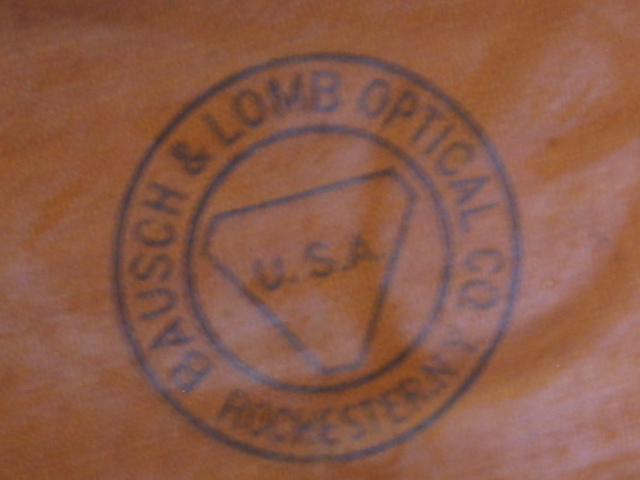 BAUSCH & LOMB OPTICAL CO
ROCHESTER.N.Y.
U.S.A.